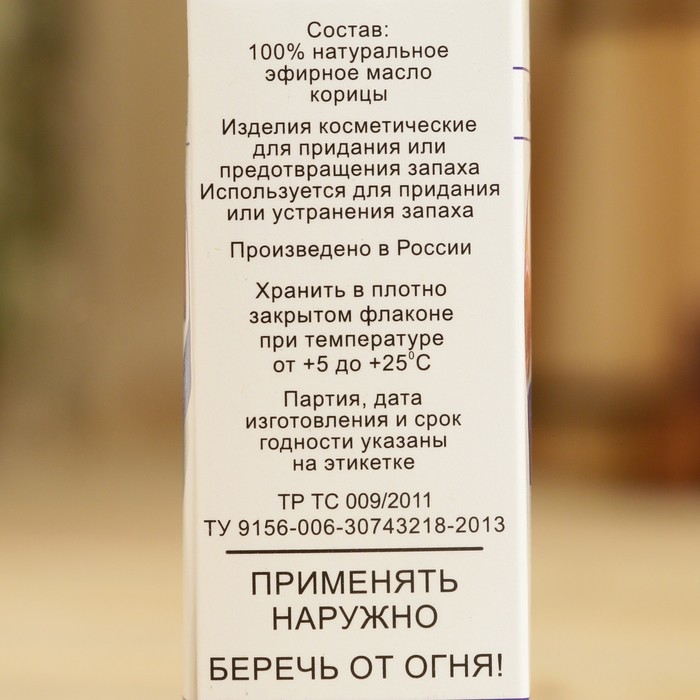 Состав:
100% натуральное
эфирное масло
корицы
Изделия косметические
для придания или
предотвращения запаха
Используется для придания
или устранения запаха
Произведено в России
Хранить в плотно
закрытом флаконе
при температуре
от +5 до +25⁰С
Партия, дата
изготовления и срок
годности указаны
на этикетке
ТР ТС 009/2011
ТУ 9156-006-30743218-2013
ПРИМЕНЯТЬ
НАРУЖНО
БЕРЕЧЬ ОТ ОГНЯ!